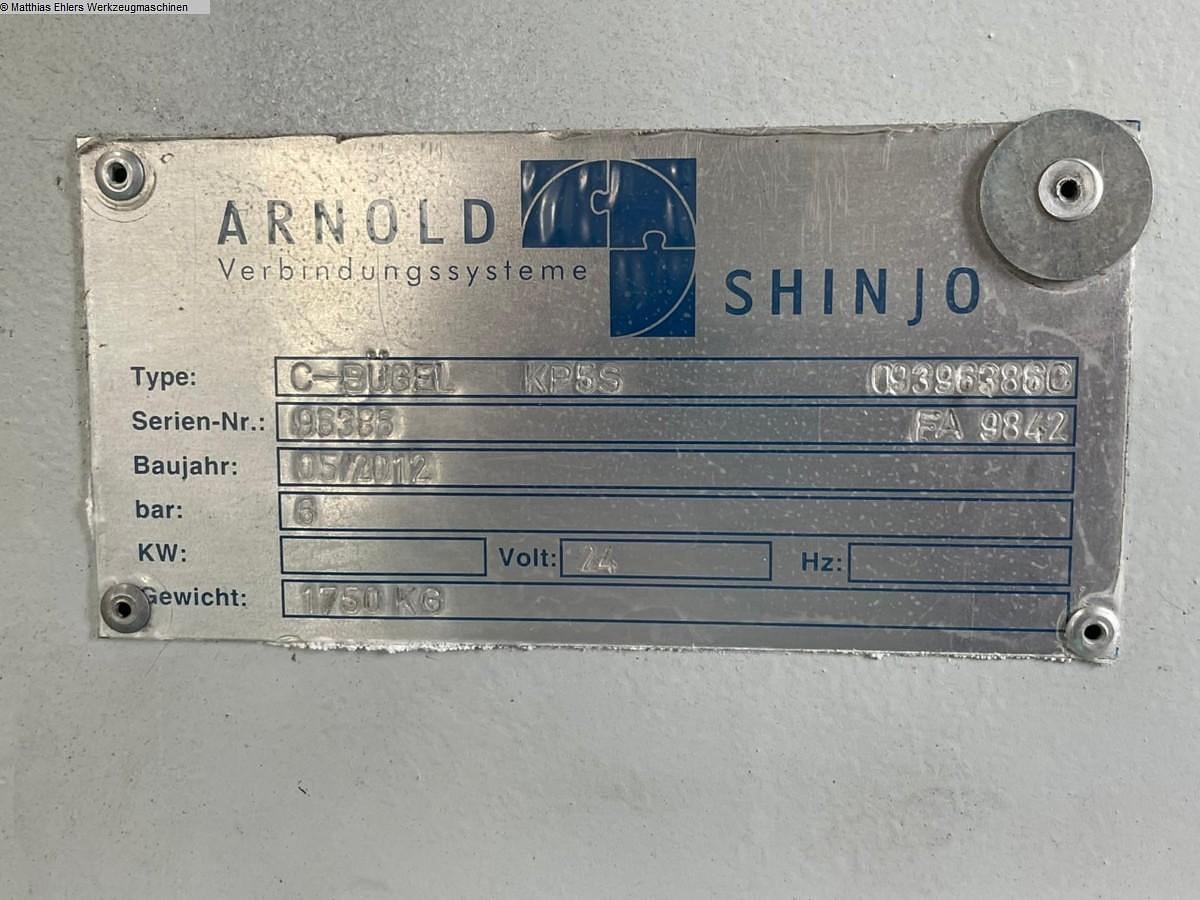 © Matthias Ehlers Werkzeugmaschinen
ARNOLD
Verbindungssysteme
SHINJO
Type: C-BÜGEL KP5S 09396386C
Serien-Nr.: 96386 FA 9842
Baujahr: 05/2012
bar: 6
KW: Volt: 24 Hz:
Gewicht: 1750 KG